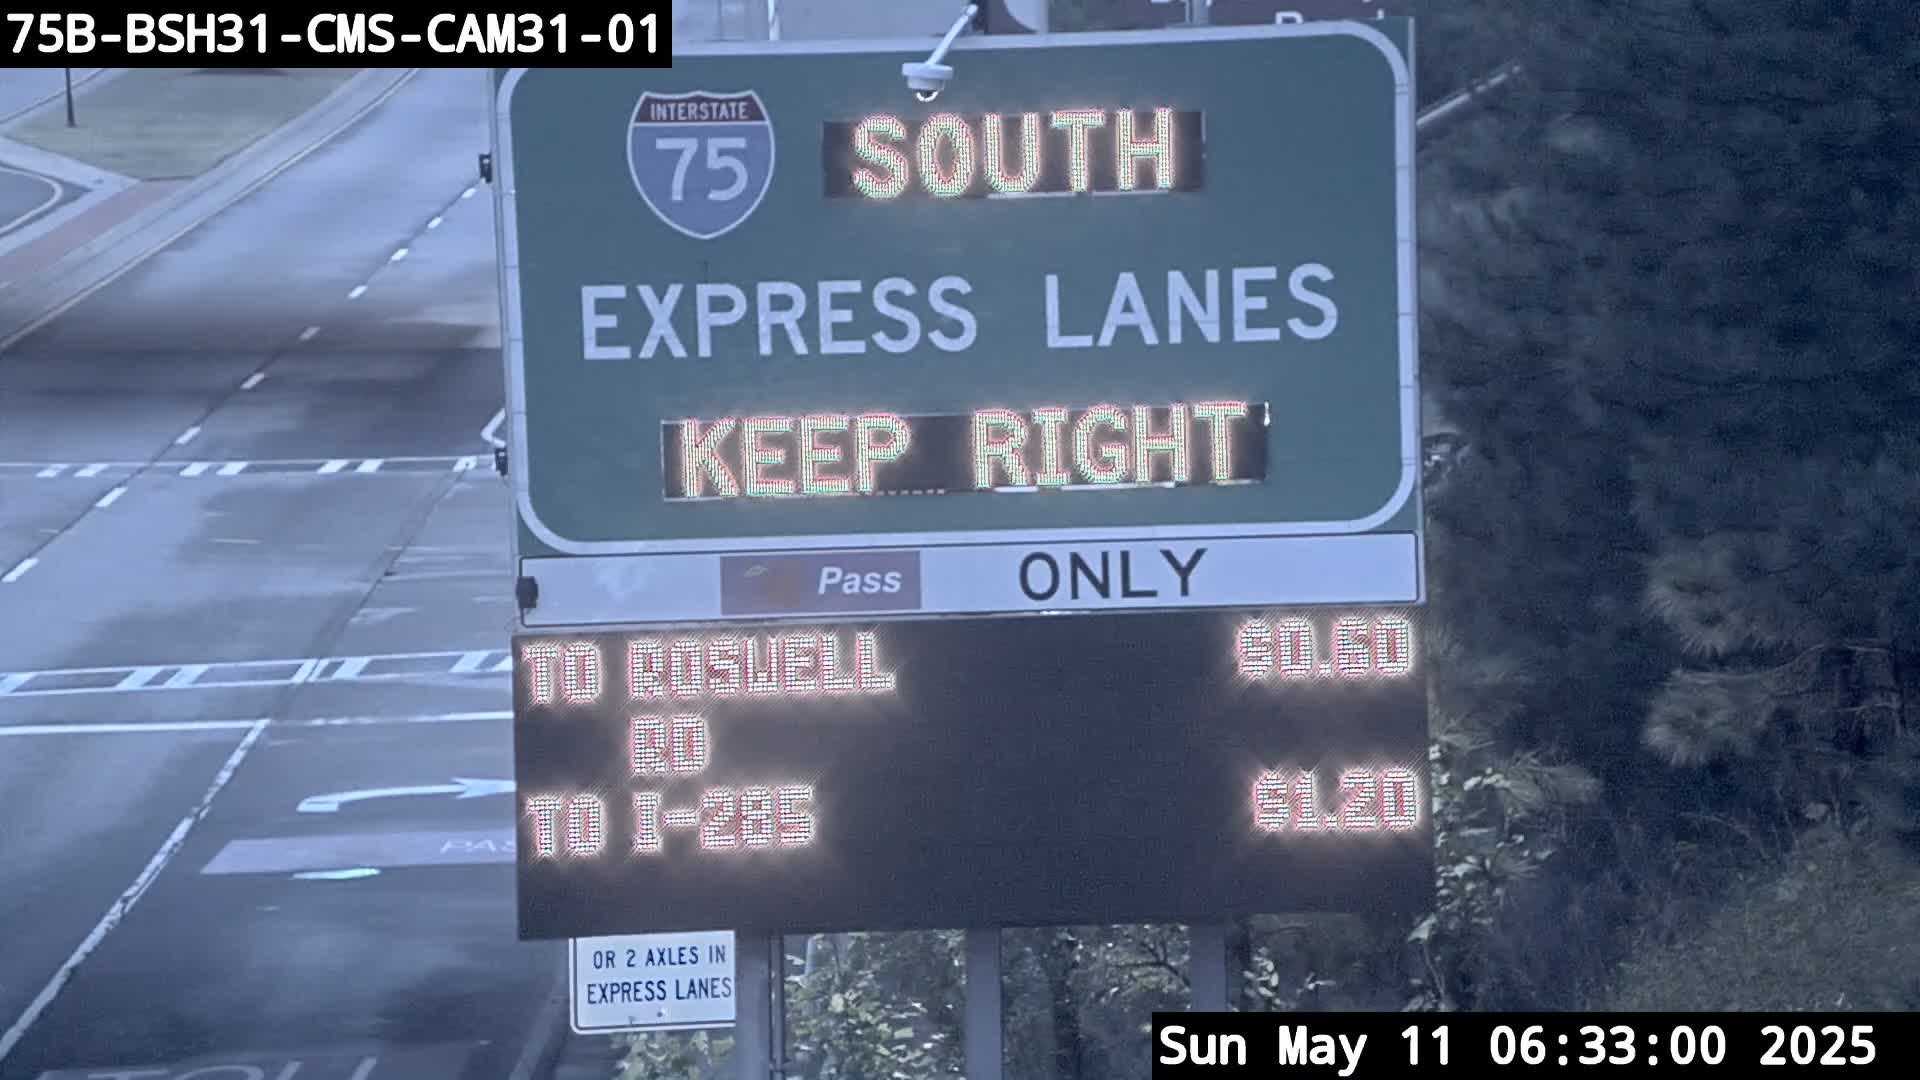 75B-BSH31-CMS-CAM31-01
INTERSTATE
75
SOUTH
EXPRESS LANES
KEEP RIGHT
Pass ONLY
TO ROSWELL $0.60
RD
TO I-285 $1.20
OR 2 AXLES IN
EXPRESS LANES
Sun May 11 06:33:00 2025